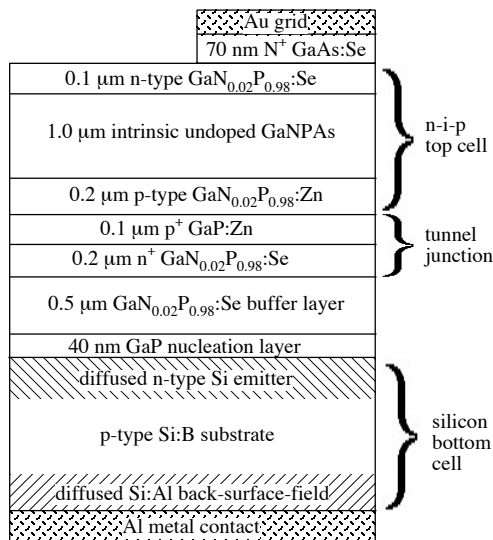 Au grid
70 nm N⁺ GaAs:Se
0.1 μm n-type GaN₀.₀₂P₀.₉₈:Se
1.0 μm intrinsic undoped GaNPAs
0.2 μm p-type GaN₀.₀₂P₀.₉₈:Zn
n-i-p
top cell
0.1 μm p⁺ GaP:Zn
0.2 μm n⁺ GaN₀.₀₂P₀.₉₈:Se
tunnel
junction
0.5 μm GaN₀.₀₂P₀.₉₈:Se buffer layer
40 nm GaP nucleation layer
diffused n-type Si emitter
p-type Si:B substrate
diffused Si:Al back-surface-field
silicon
bottom
cell
Al metal contact